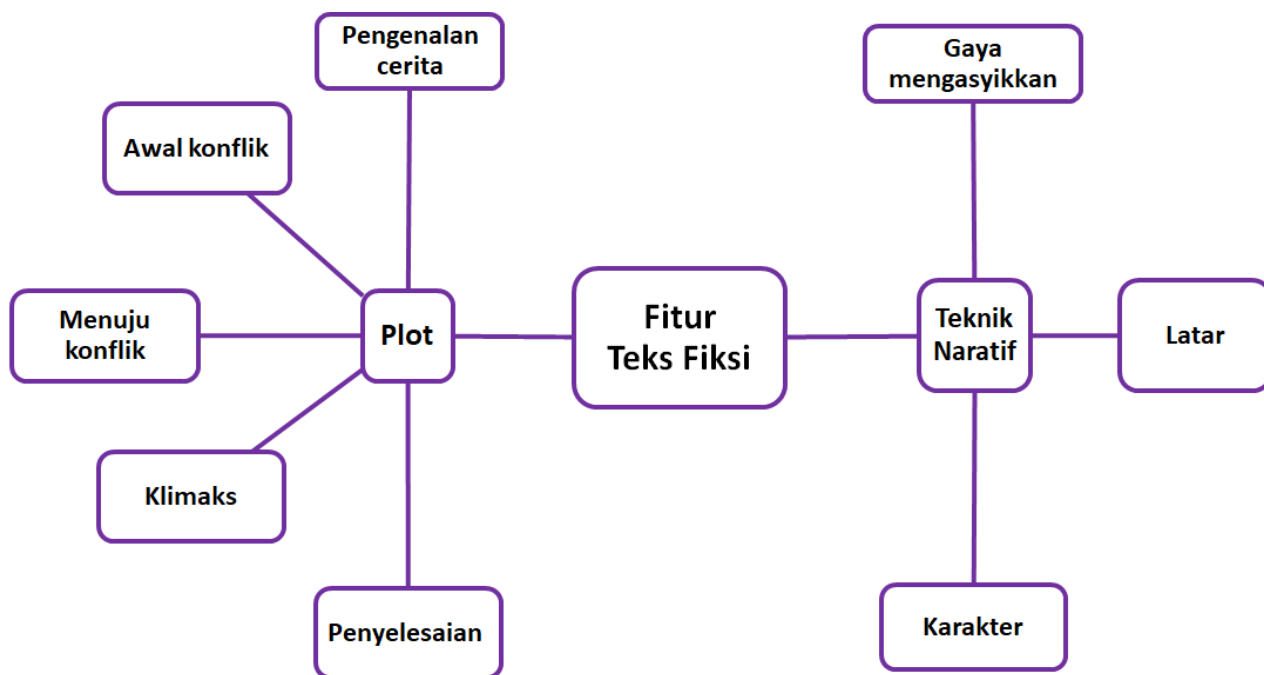 Pengenalan
cerita
Awal konflik
Menuju
konflik
Plot
Klimaks
Penyelesaian
Fitur
Teks Fiksi
Gaya
mengasyikkan
Teknik
Naratif
Latar
Karakter